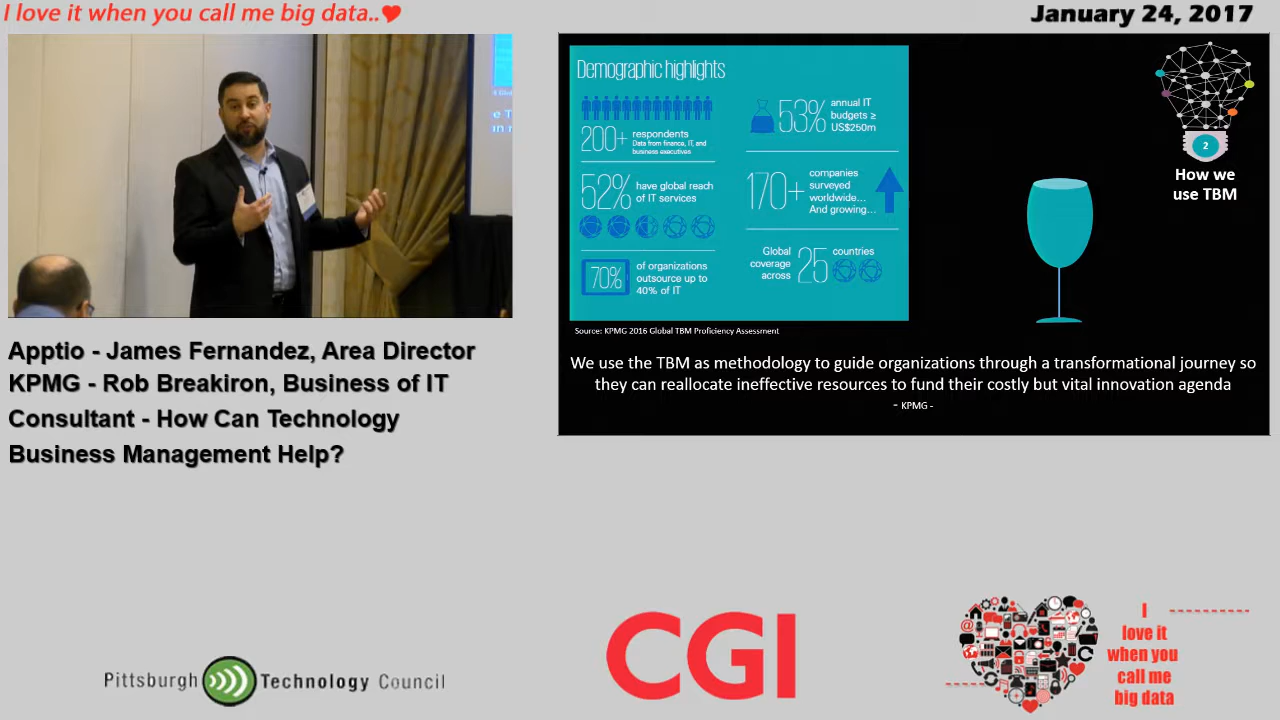 I love it when you call me big data..
January 24, 2017
Demographic highlights
200+ respondents
Data from finance, IT, and
business executives
52% have global reach
of IT services
70% of organizations
outsource up to
40% of IT
53% annual IT
budgets ≥
US$250m
170+ companies
surveyed
worldwide...
And growing...
Global
coverage
across
25 countries
Source: KPMG 2016 Global TBM Proficiency Assessment
2
How we
use TBM
We use the TBM as methodology to guide organizations through a transformational journey so
they can reallocate ineffective resources to fund their costly but vital innovation agenda
- KPMG -
Apptio - James Fernandez, Area Director
KPMG - Rob Breakiron, Business of IT
Consultant - How Can Technology
Business Management Help?
Pittsburgh Technology Council
CGI
I
love it
when you
call me
big data